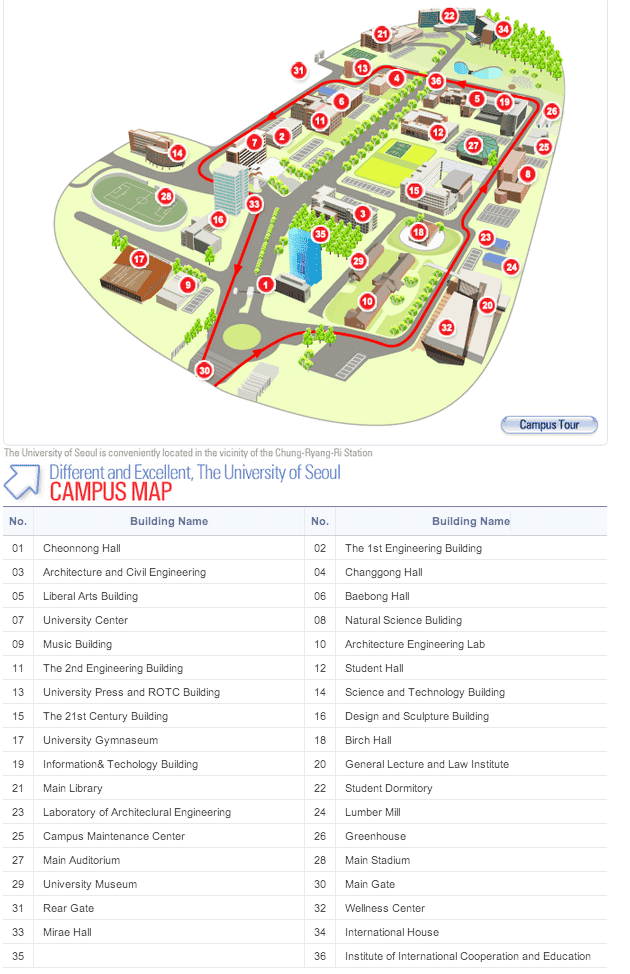 22
21
34
31
13
4
36
6
5
19
26
11
2
12
7
27
25
14
8
15
28
33
16
3
18
35
23
17
29
24
9
1
10
20
32
30
Campus Tour
The University of Seoul is conveniently located in the vicinity of the Chung-Ryang-Ri Station
Different and Excellent, The University of Seoul
CAMPUS MAP
No. Building Name No. Building Name
01 Cheonnong Hall 02 The 1st Engineering Building
03 Architecture and Civil Engineering 04 Changgong Hall
05 Liberal Arts Building 06 Baebong Hall
07 University Center 08 Natural Science Buliding
09 Music Building 10 Architecture Engineering Lab
11 The 2nd Engineering Building 12 Student Hall
13 University Press and ROTC Building 14 Science and Technology Building
15 The 21st Century Building 16 Design and Sculpture Building
17 University Gymnaseum 18 Birch Hall
19 Information& Techology Building 20 General Lecture and Law Institute
21 Main Library 22 Student Dormitory
23 Laboratory of Architeclural Engineering 24 Lumber Mill
25 Campus Maintenance Center 26 Greenhouse
27 Main Auditorium 28 Main Stadium
29 University Museum 30 Main Gate
31 Rear Gate 32 Wellness Center
33 Mirae Hall 34 International House
35 36 Institute of International Cooperation and Education